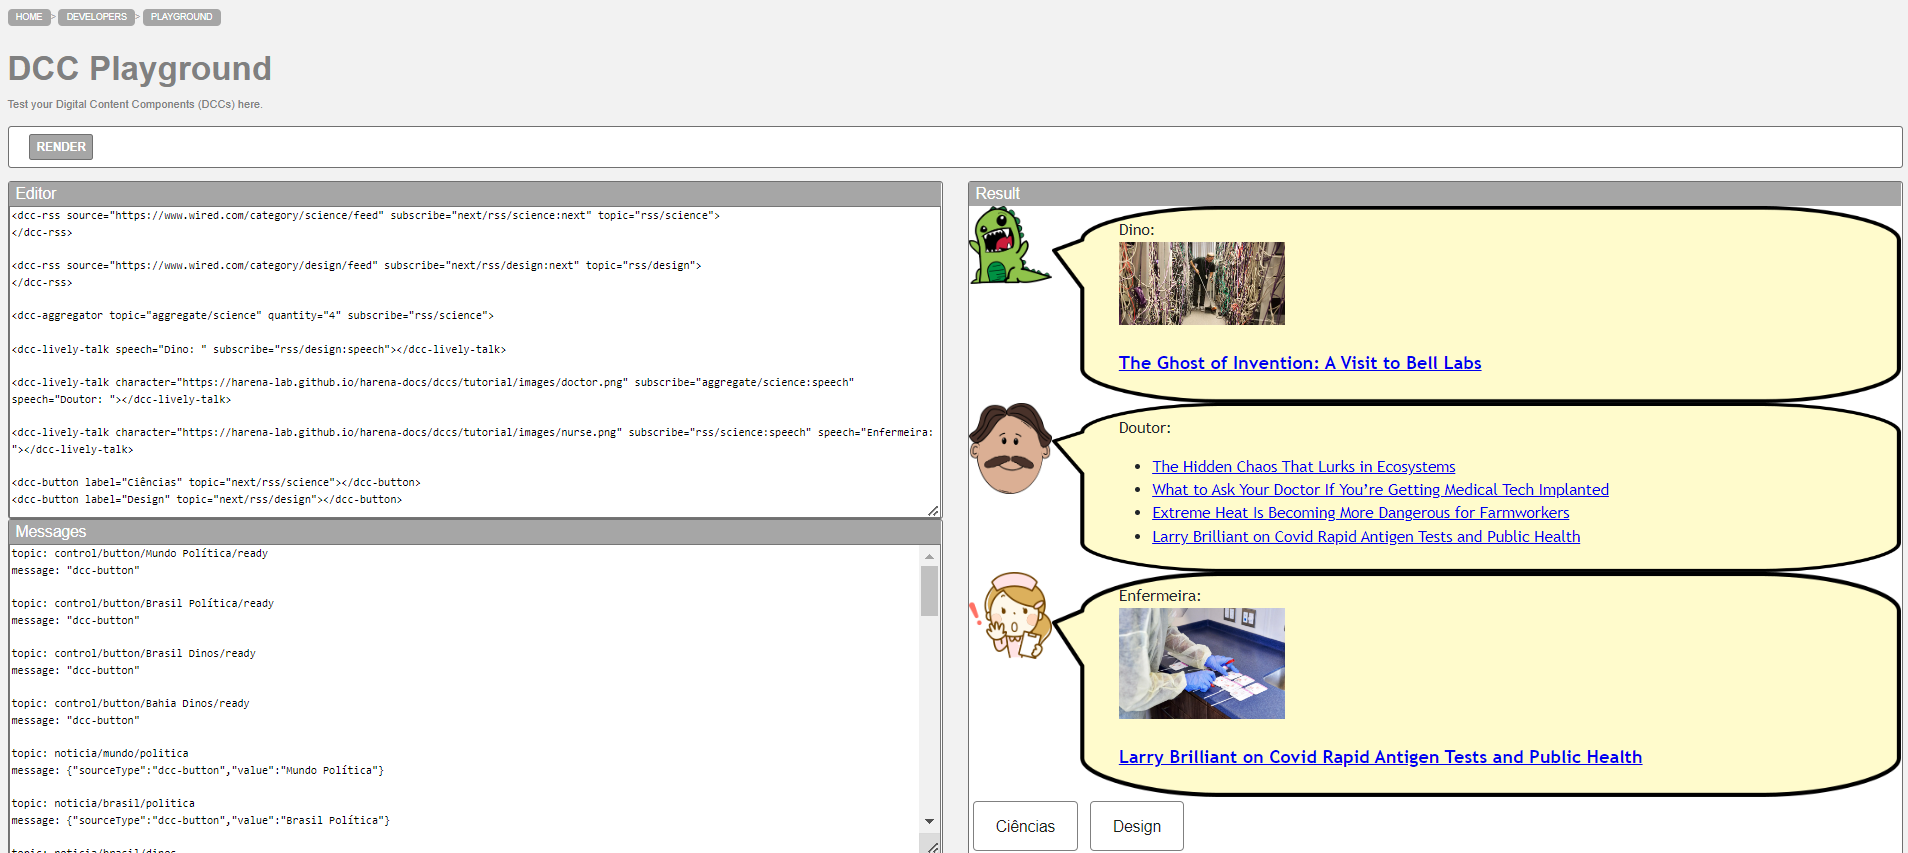 HOME > DEVELOPERS > PLAYGROUND
DCC Playground
Test your Digital Content Components (DCCs) here.
RENDER
Editor
<dcc-rss source="https://www.wired.com/category/science/feed" subscribe="next/rss/science:next" topic="rss/science">
</dcc-rss>
<dcc-rss source="https://www.wired.com/category/design/feed" subscribe="next/rss/design:next" topic="rss/design">
</dcc-rss>
<dcc-aggregator topic="aggregate/science" quantity="4" subscribe="rss/science">
<dcc-lively-talk speech="Dino: " subscribe="rss/design:speech"></dcc-lively-talk>
<dcc-lively-talk character="https://harena-lab.github.io/harena-docs/dccs/tutorial/images/doctor.png" subscribe="aggregate/science:speech"
speech="Doutor: "></dcc-lively-talk>
<dcc-lively-talk character="https://harena-lab.github.io/harena-docs/dccs/tutorial/images/nurse.png" subscribe="rss/science:speech" speech="Enfermeira:
"></dcc-lively-talk>
<dcc-button label="Ciências" topic="next/rss/science"></dcc-button>
<dcc-button label="Design" topic="next/rss/design"></dcc-button>
Messages
topic: control/button/Mundo Política/ready
message: "dcc-button"
topic: control/button/Brasil Política/ready
message: "dcc-button"
topic: control/button/Brasil Dinos/ready
message: "dcc-button"
topic: control/button/Bahia Dinos/ready
message: "dcc-button"
topic: noticia/mundo/politica
message: {"sourceType":"dcc-button","value":"Mundo Política"}
topic: noticia/brasil/politica
message: {"sourceType":"dcc-button","value":"Brasil Política"}
topic: noticia/brasil/dinos
Result
Dino:
The Ghost of Invention: A Visit to Bell Labs
Doutor:
• The Hidden Chaos That Lurks in Ecosystems
• What to Ask Your Doctor If You’re Getting Medical Tech Implanted
• Extreme Heat Is Becoming More Dangerous for Farmworkers
• Larry Brilliant on Covid Rapid Antigen Tests and Public Health
Enfermeira:
Larry Brilliant on Covid Rapid Antigen Tests and Public Health
Ciências
Design